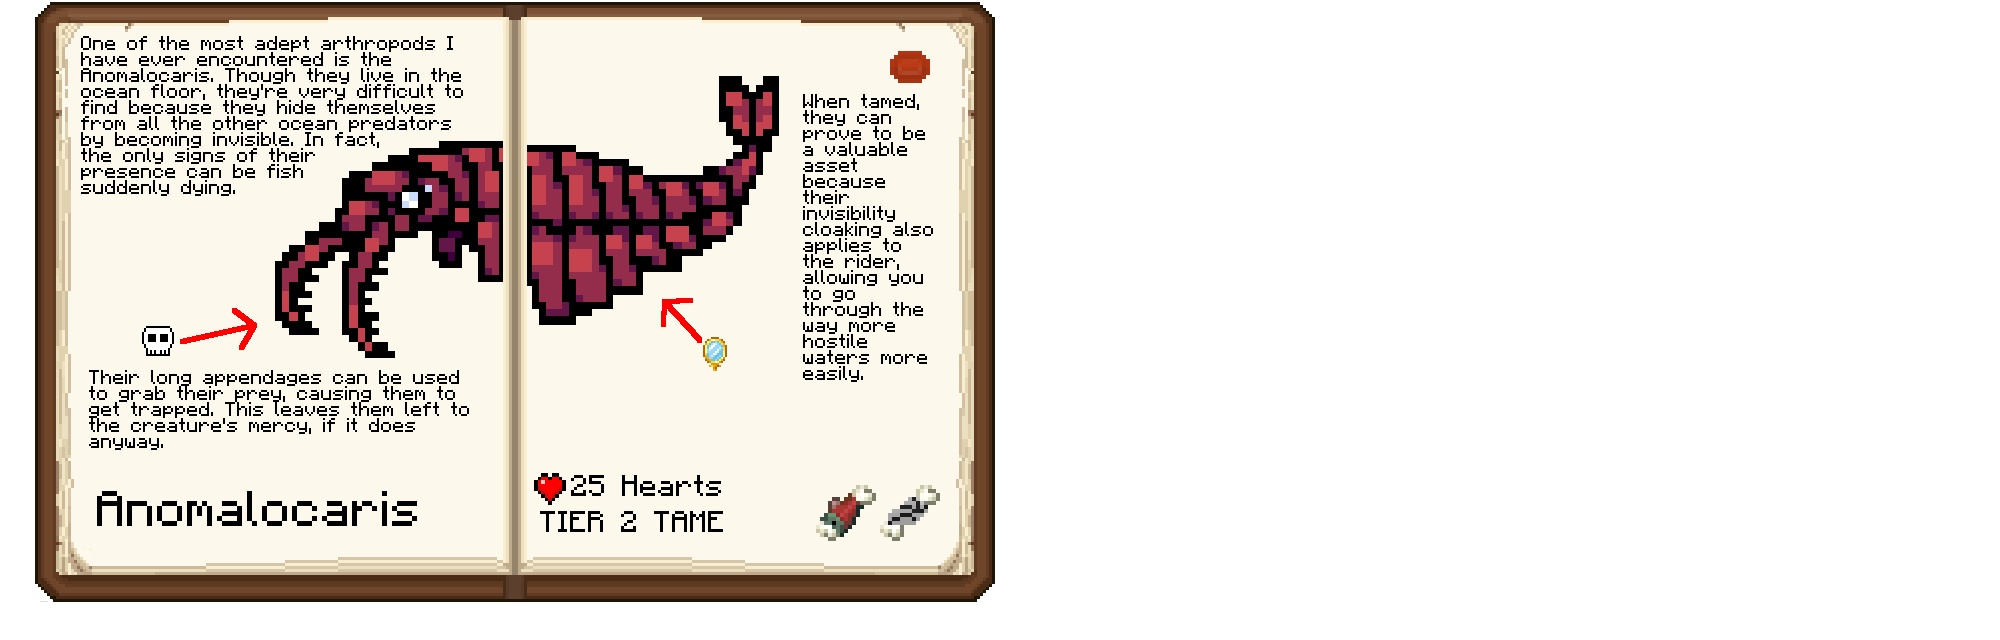 One of the most adept arthropods I
have ever encountered is the
Anomalocaris. Though they live in the
ocean floor, they're very difficult to
find because they hide themselves
from all the other ocean predators
by becoming invisible. In fact,
the only signs of their
presence can be fish
suddenly dying.
Their long appendages can be used
to grab their prey, causing them to
get trapped. This leaves them left to
the creature's mercy, if it does
anyway.
Anomalocaris
When tamed,
they can
prove to be
a valuable
asset
because
their
invisibility
cloaking also
applies to
the rider,
allowing you
to go
through the
way more
hostile
waters more
easily.
25 Hearts
TIER 2 TAME